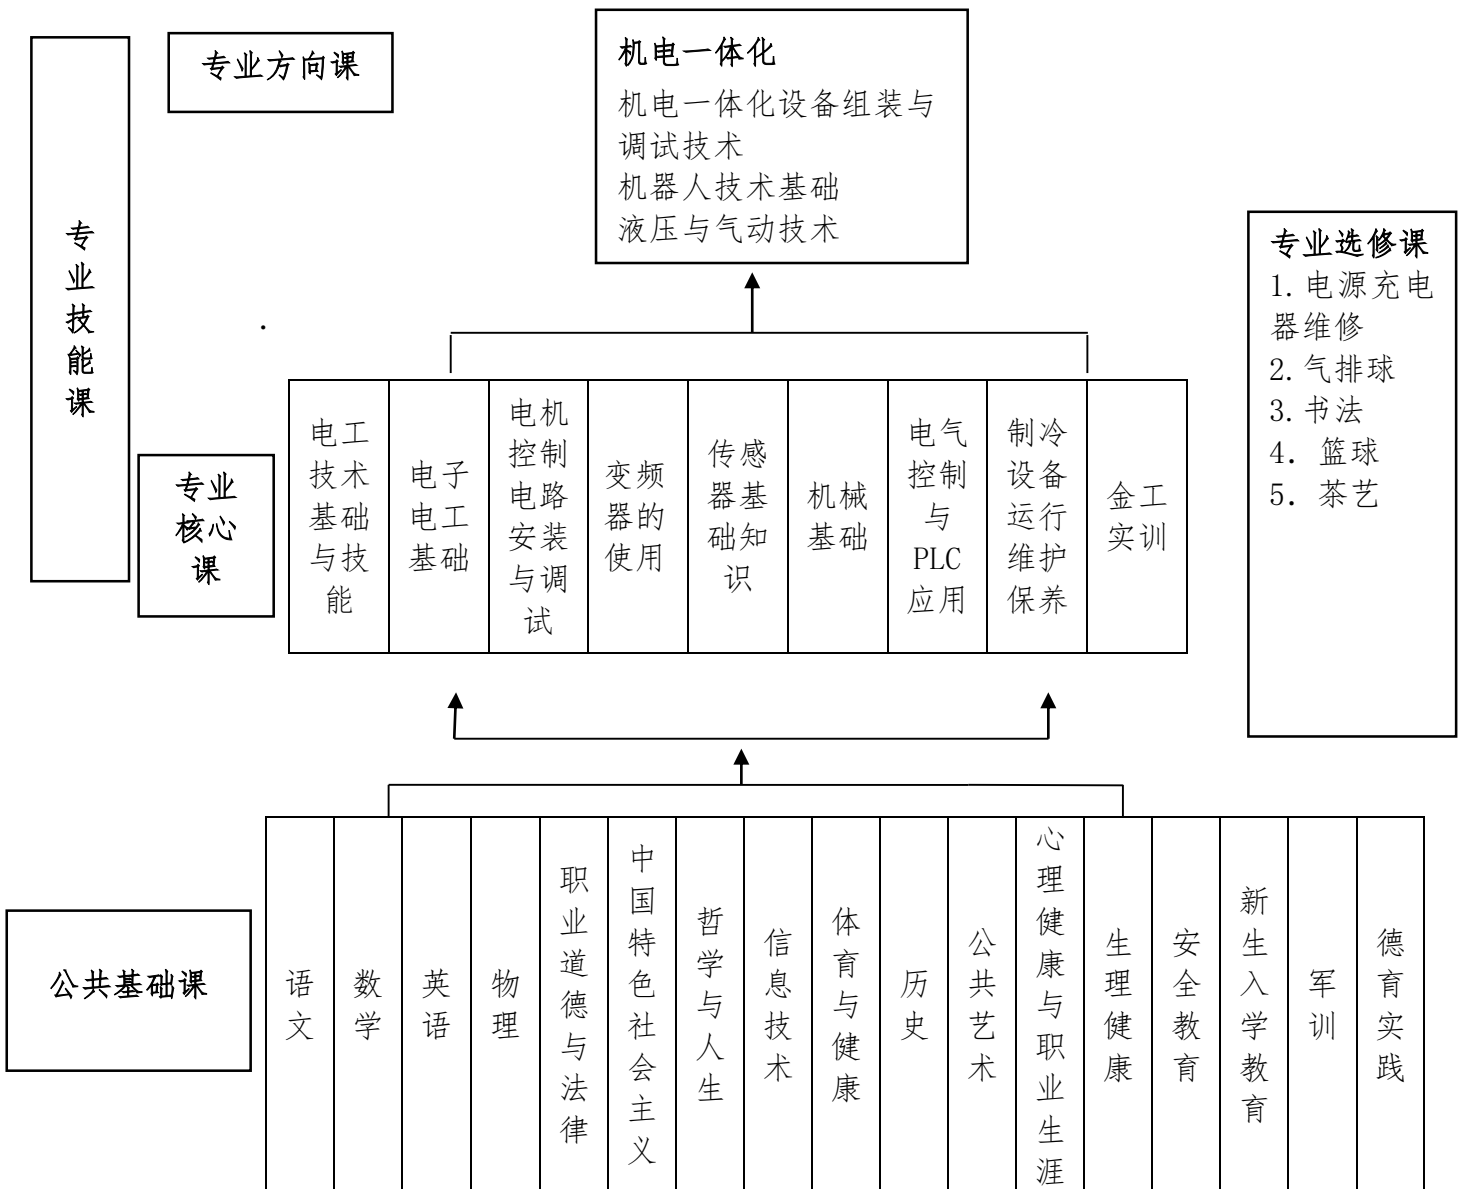 专业技能课
专业方向课
机电一体化
机电一体化设备组装与
调试技术
机器人技术基础
液压与气动技术
专业选修课
1. 电源充电
器维修
2. 气排球
3. 书法
4. 篮球
5. 茶艺
.
专业
核心
课
电工
技术
基础
与技
能
电子
电工
基础
电机
控制
电路
安装
与调
试
变频
器的
使用
传感
器基
础知
识
机械
基础
电气
控制
与
PLC
应用
制冷
设备
运行
维护
保养
金工
实训
公共基础课
语文
数学
英语
物理
职业道德与法律
中国特色社会主义
哲学与人生
信息技术
体育与健康
历史
公共艺术
心理健康与职业生涯
生理健康
安全教育
新生入学教育
军训
德育实践